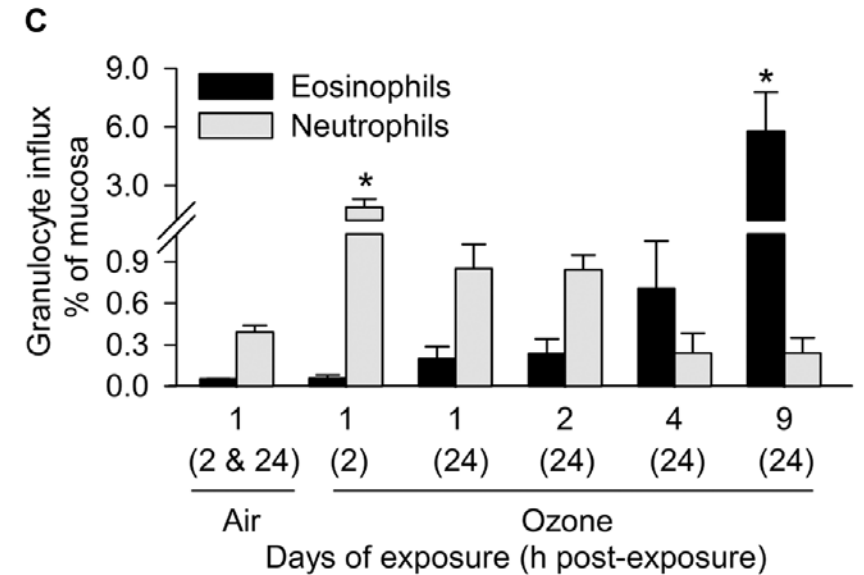 C
Granulocyte influx
% of mucosa
9.0
6.0
3.0
0.9
0.6
0.3
0.0
Eosinophils
Neutrophils
*
*
1 1 1 2 4 9
(2 & 24) (2) (24) (24) (24) (24)
Air Ozone
Days of exposure (h post-exposure)